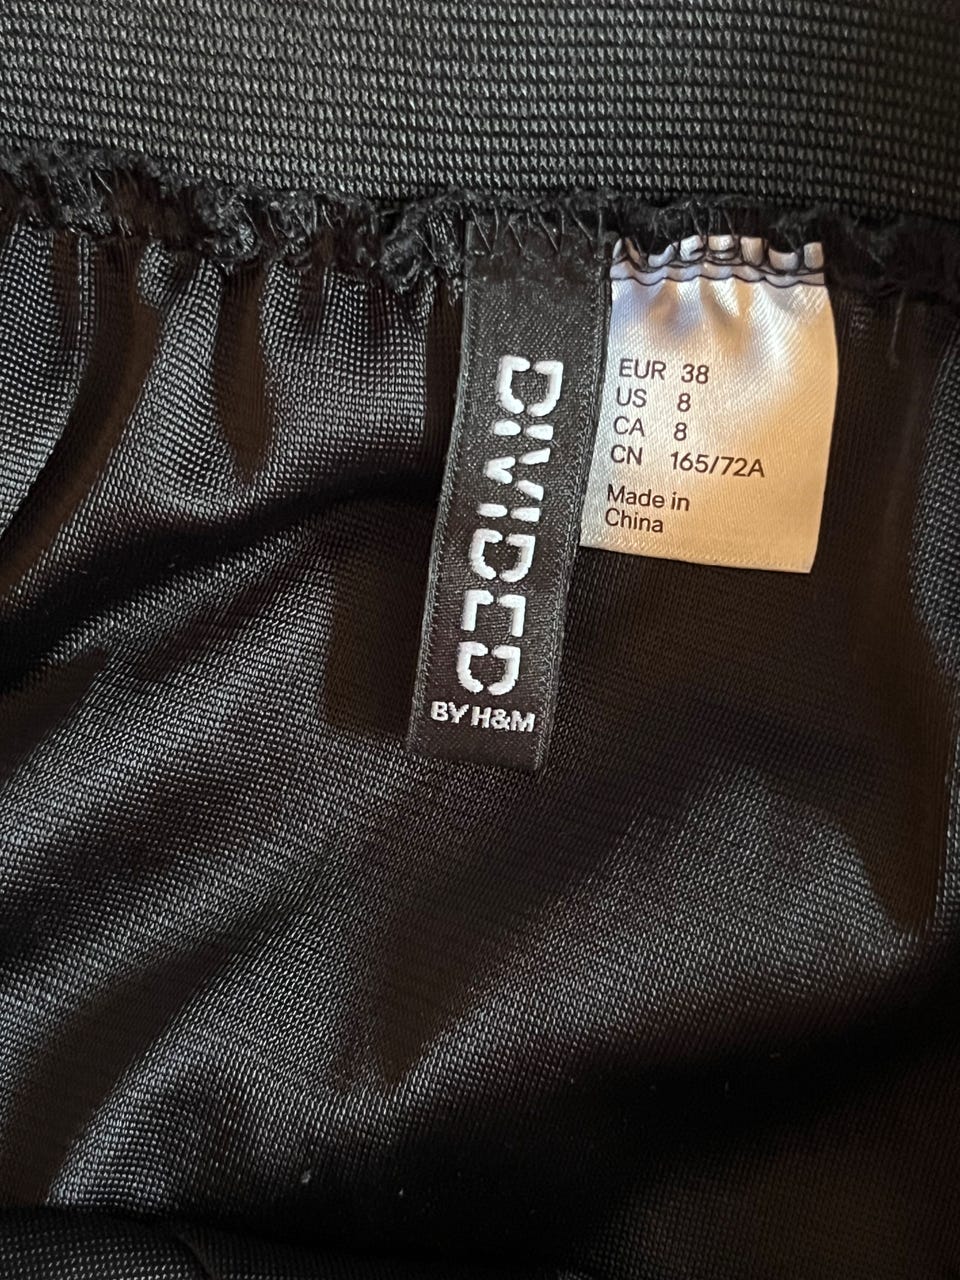 DIVIDED
BY H&M
EUR 38
US 8
CA 8
CN 165/72A
Made in
China